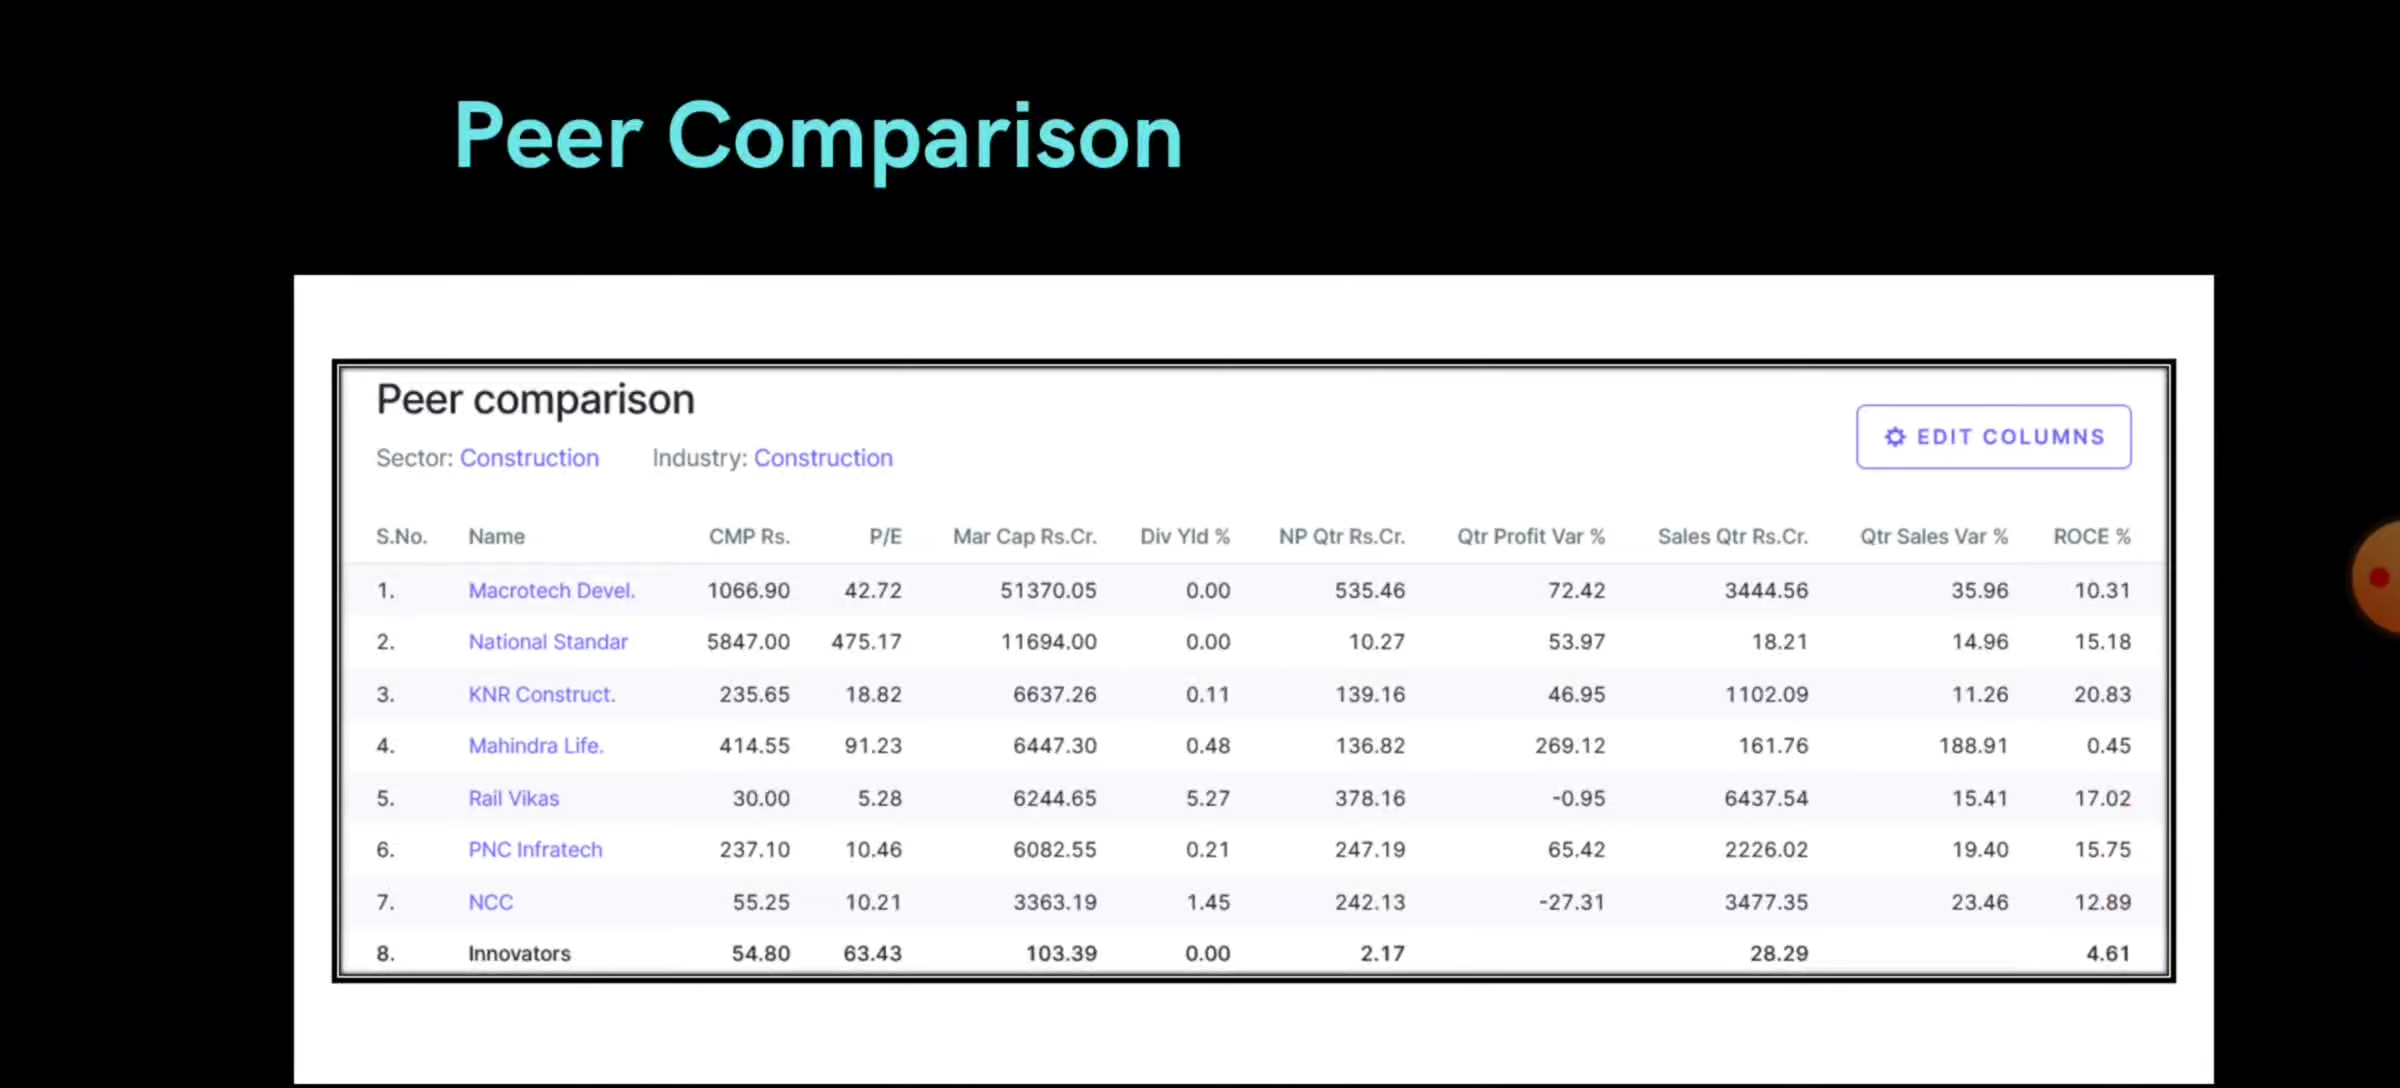 Peer Comparison
Peer comparison
Sector: Construction Industry: Construction
EDIT COLUMNS
S.No. Name CMP Rs. P/E Mar Cap Rs.Cr. Div Yld % NP Qtr Rs.Cr. Qtr Profit Var % Sales Qtr Rs.Cr. Qtr Sales Var % ROCE %
1. Macrotech Devel. 1066.90 42.72 51370.05 0.00 535.46 72.42 3444.56 35.96 10.31
2. National Standar 5847.00 475.17 11694.00 0.00 10.27 53.97 18.21 14.96 15.18
3. KNR Construct. 235.65 18.82 6637.26 0.11 139.16 46.95 1102.09 11.26 20.83
4. Mahindra Life. 414.55 91.23 6447.30 0.48 136.82 269.12 161.76 188.91 0.45
5. Rail Vikas 30.00 5.28 6244.65 5.27 378.16 -0.95 6437.54 15.41 17.02
6. PNC Infratech 237.10 10.46 6082.55 0.21 247.19 65.42 2226.02 19.40 15.75
7. NCC 55.25 10.21 3363.19 1.45 242.13 -27.31 3477.35 23.46 12.89
8. Innovators 54.80 63.43 103.39 0.00 2.17 28.29 4.61